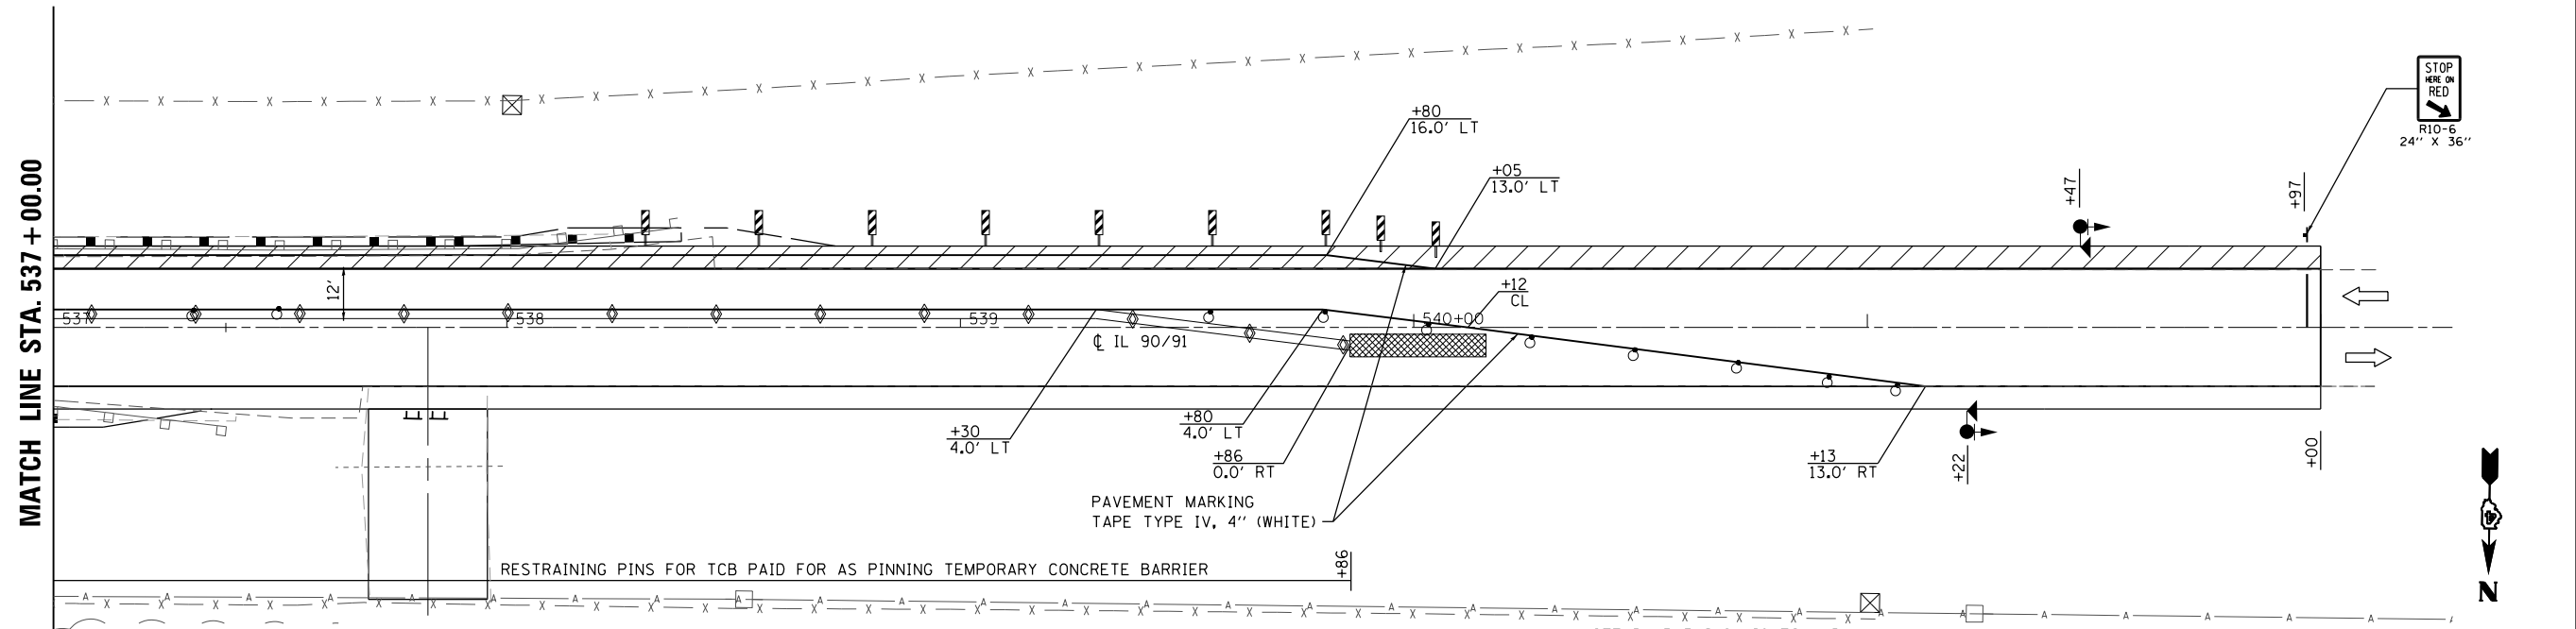 MATCH LINE STA. 537 + 00.00
STOP
HERE ON
RED
R10-6
24'' X 36''
+80
16.0' LT
+05
13.0' LT
+47
+97
12'
+12
CL
537
538
539
540+00
℄ IL 90/91
+30
4.0' LT
+80
4.0' LT
+86
0.0' RT
+13
13.0' RT
+22
+00
PAVEMENT MARKING
TAPE TYPE IV, 4'' (WHITE)
RESTRAINING PINS FOR TCB PAID FOR AS PINNING TEMPORARY CONCRETE BARRIER
+86
N